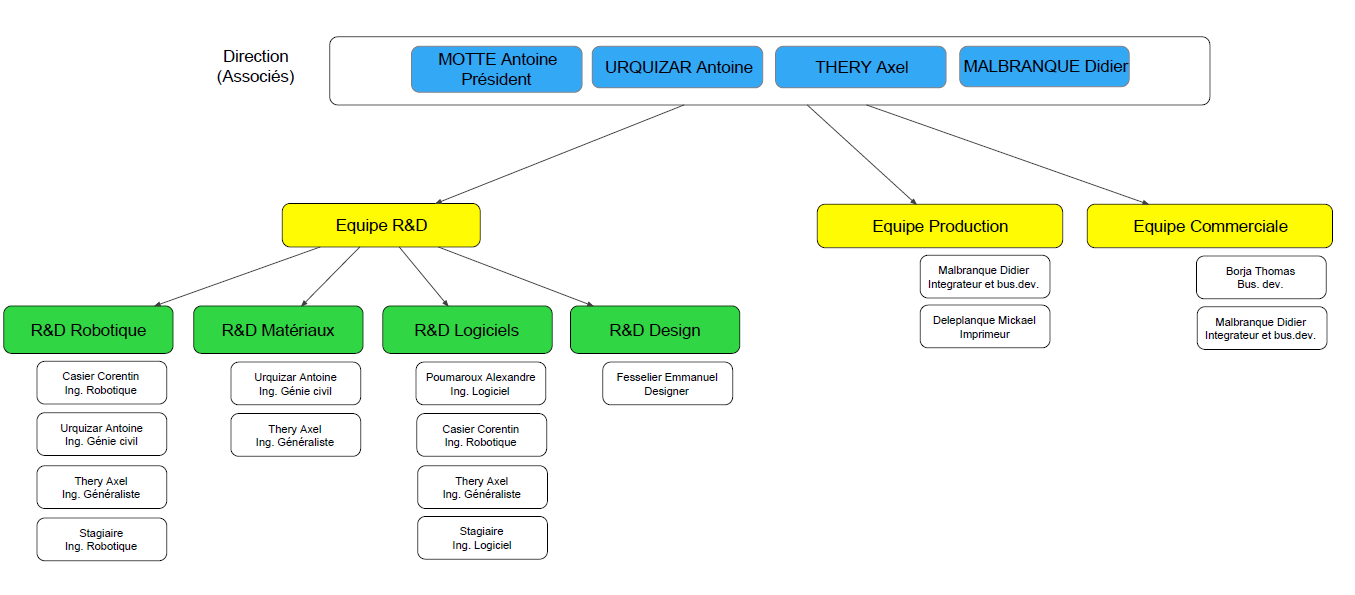 Direction
(Associés)
MOTTE Antoine
Président
URQUIZAR Antoine
THERY Axel
MALBRANQUE Didier
Equipe R&D
Equipe Production
Equipe Commerciale
Malbranque Didier
Integrateur et bus.dev.
Deleplanque Mickael
Imprimeur
Borja Thomas
Bus. dev.
Malbranque Didier
Integrateur et bus.dev.
R&D Robotique
R&D Matériaux
R&D Logiciels
R&D Design
Casier Corentin
Ing. Robotique
Urquizar Antoine
Ing. Génie civil
Thery Axel
Ing. Généraliste
Stagiaire
Ing. Robotique
Urquizar Antoine
Ing. Génie civil
Thery Axel
Ing. Généraliste
Poumaroux Alexandre
Ing. Logiciel
Casier Corentin
Ing. Robotique
Thery Axel
Ing. Généraliste
Stagiaire
Ing. Logiciel
Fesselier Emmanuel
Designer